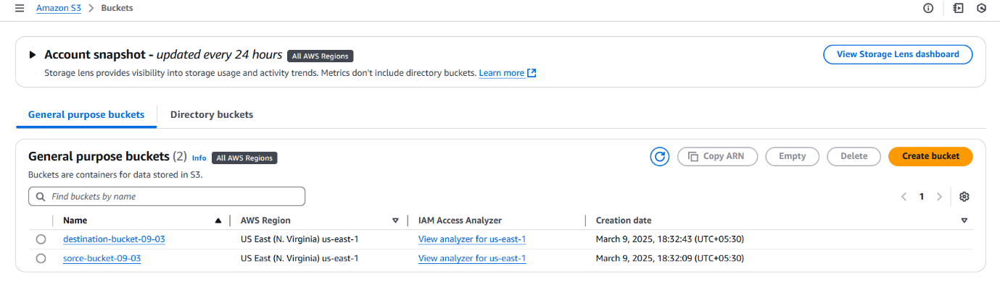 Amazon S3 > Buckets
Account snapshot - updated every 24 hours All AWS Regions View Storage Lens dashboard
Storage lens provides visibility into storage usage and activity trends. Metrics don't include directory buckets. Learn more
General purpose buckets Directory buckets
General purpose buckets (2) Info All AWS Regions Copy ARN Empty Delete Create bucket
Buckets are containers for data stored in S3.
Find buckets by name 1
Name AWS Region IAM Access Analyzer Creation date
destination-bucket-09-03 US East (N. Virginia) us-east-1 View analyzer for us-east-1 March 9, 2025, 18:32:43 (UTC+05:30)
sorce-bucket-09-03 US East (N. Virginia) us-east-1 View analyzer for us-east-1 March 9, 2025, 18:32:09 (UTC+05:30)